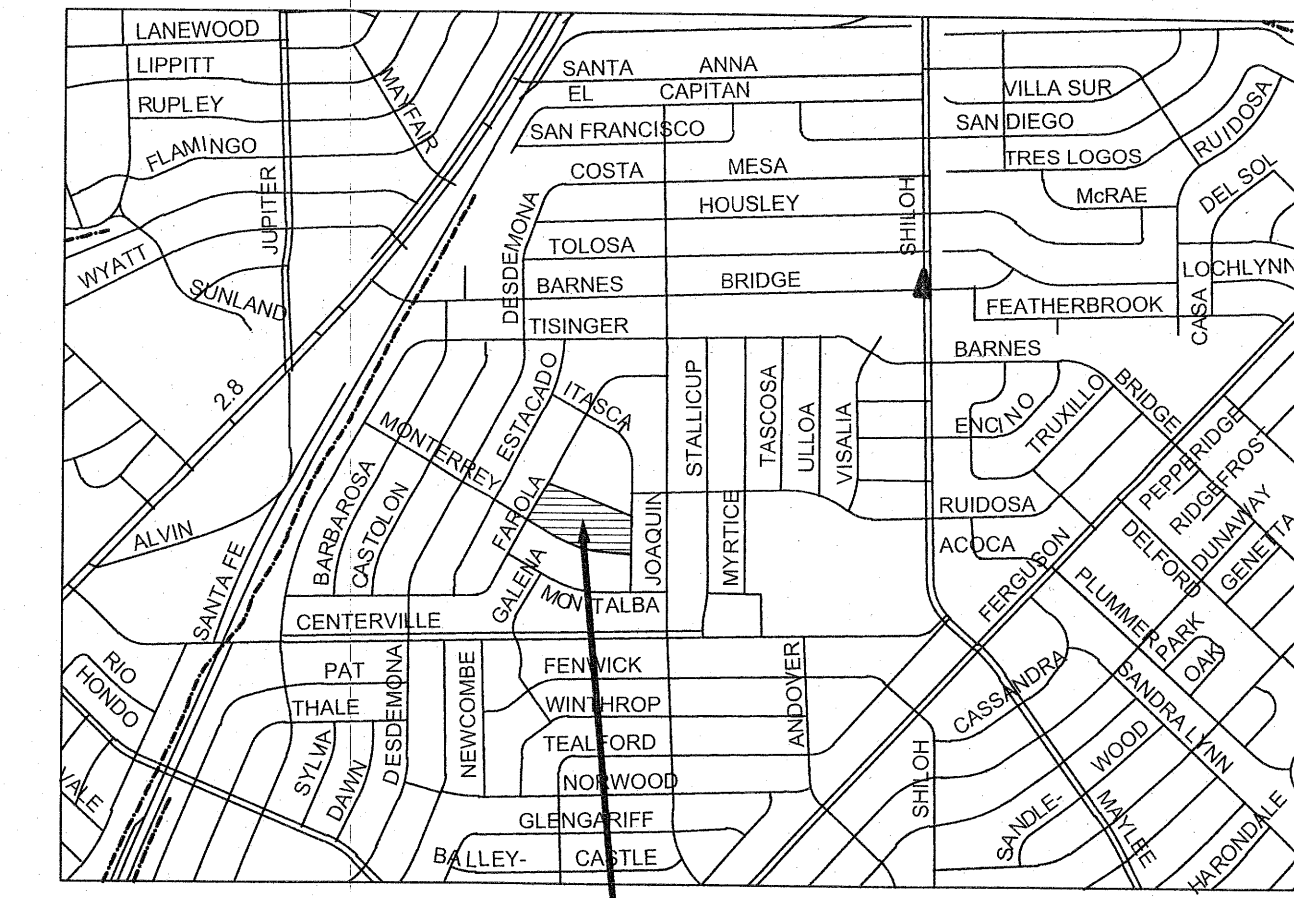 LANEWOOD
LIPPITT
RUPLEY
FLAMINGO
MAYFAIR
JUPITER
WYATT
SUNLAND
2.8
ALVIN
SANTA FE
SANTA ANNA
EL CAPITAN
SAN FRANCISCO
COSTA MESA
HOUSLEY
TOLOSA
BARNES BRIDGE
TISINGER
DESDEMONA
SHILOH
VILLA SUR
SAN DIEGO
TRES LOGOS
McRAE
RUIDOSA
DEL SOL
LOCHLYNN
CASA
FEATHERBROOK
BARNES BRIDGE
ENCINO
TRUXILLO
RUIDOSA
ACOCA
FERGUSON
PEPPERIDGE
RIDGEFROST
DUNAWAY
GENETTA
DELFORD
PLUMMER
PARK
OAK
SANDRA LYNN
MONTERREY
ITASCA
ESTACADO
BARBAROSA
CASTOLON
FAROLA
GALENA
JOAQUIN
MONTALBA
STALLICUP
MYRTICE
TASCOSA
ULLOA
VISALIA
CENTERVILLE
RIO
HONDO
VALE
PAT
THALE
SYLVA
DAWN
DESDEMONA
NEWCOMBE
FENWICK
WINTHROP
TEALFORD
NORWOOD
GLENGARIFF
BALLEY-
CASTLE
ANDOVER
SHILOH
CASSANDRA
WOOD
SANDLE-
MAYLEE
HARONDALE